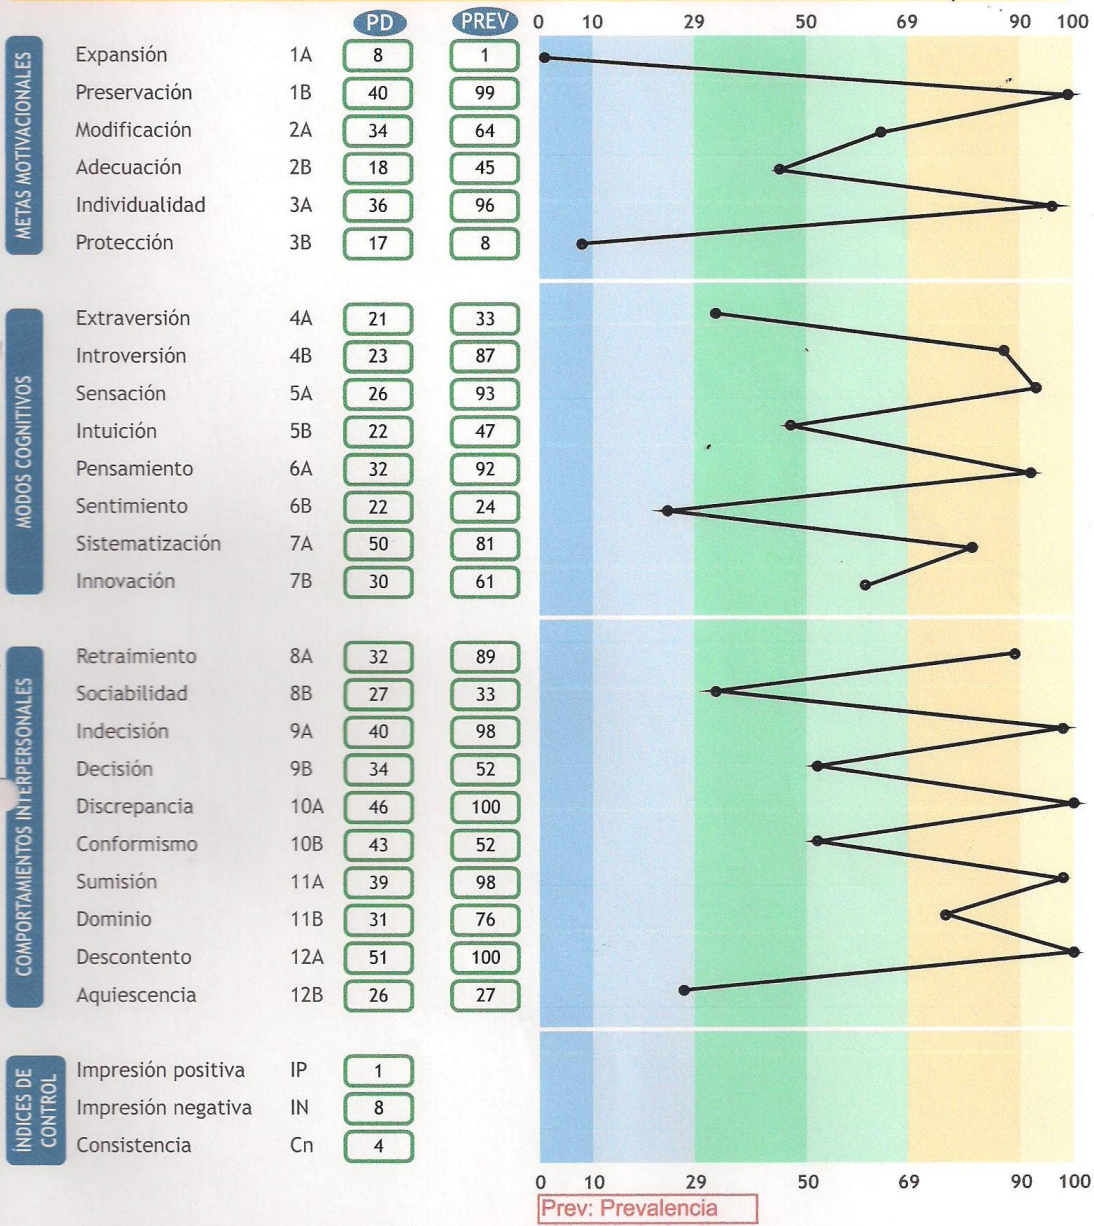 PD PREV 0 10 29 50 69 90 100
METAS MOTIVACIONALES
Expansión 1A 8 1
Preservación 1B 40 99
Modificación 2A 34 64
Adecuación 2B 18 45
Individualidad 3A 36 96
Protección 3B 17 8
MODOS COGNITIVOS
Extraversión 4A 21 33
Introversión 4B 23 87
Sensación 5A 26 93
Intuición 5B 22 47
Pensamiento 6A 32 92
Sentimiento 6B 22 24
Sistematización 7A 50 81
Innovación 7B 30 61
COMPORTAMIENTOS INTERPERSONALES
Retraimiento 8A 32 89
Sociabilidad 8B 27 33
Indecisión 9A 40 98
Decisión 9B 34 52
Discrepancia 10A 46 100
Conformismo 10B 43 52
Sumisión 11A 39 98
Dominio 11B 31 76
Descontento 12A 51 100
Aquiescencia 12B 26 27
ÍNDICES DE
CONTROL
Impresión positiva IP 1
Impresión negativa IN 8
Consistencia Cn 4
0 10 29 50 69 90 100
Prev: Prevalencia